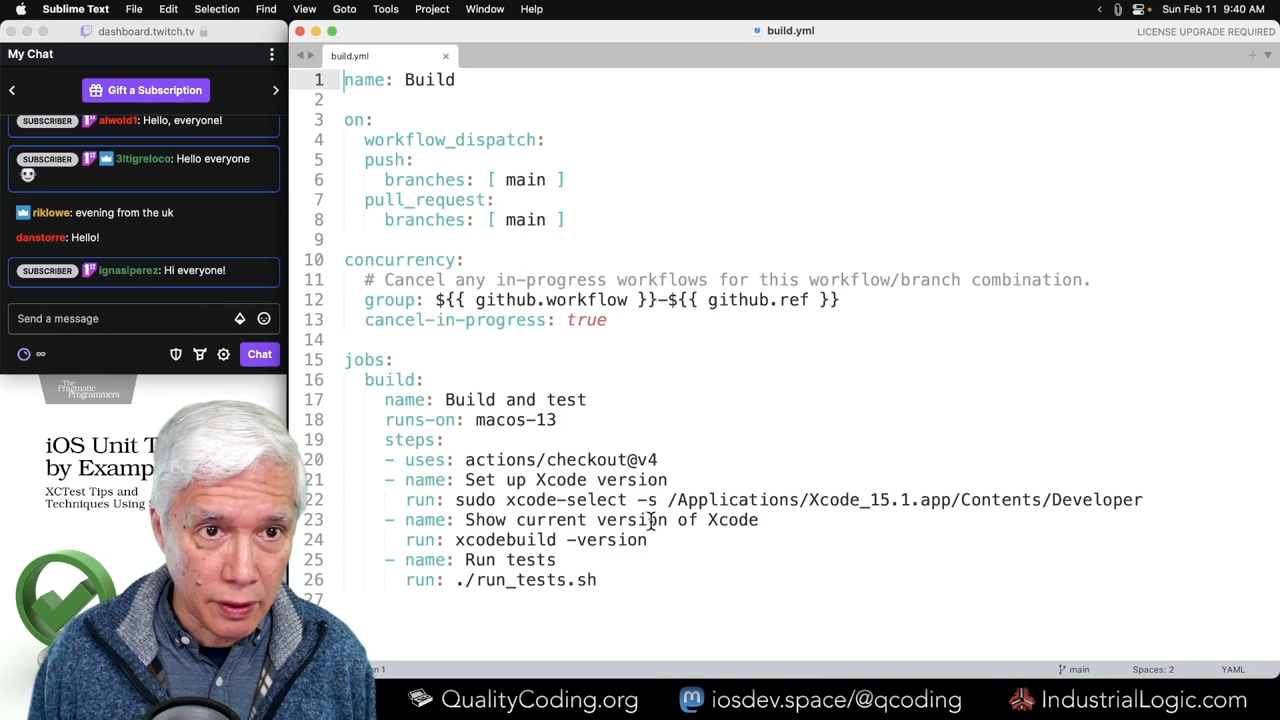 Sublime Text File Edit Selection Find View Goto Tools Project Window Help
Sun Feb 11 9:40 AM
dashboard.twitch.tv
My Chat
Gift a Subscription
SUBSCRIBER alwold1: Hello, everyone!
SUBSCRIBER 3ltigreloco: Hello everyone
riklowe: evening from the uk
danstorre: Hello!
SUBSCRIBER ignasiperez: Hi everyone!
Send a message
Chat
The
Pragmatic
Programmers
iOS Unit T
by Examp
XCTest Tips and
Techniques Using
build.yml
LICENSE UPGRADE REQUIRED
build.yml
1 name: Build
2
3 on:
4 workflow_dispatch:
5 push:
6 branches: [ main ]
7 pull_request:
8 branches: [ main ]
9
10 concurrency:
11 # Cancel any in-progress workflows for this workflow/branch combination.
12 group: ${{ github.workflow }}-${{ github.ref }}
13 cancel-in-progress: true
14
15 jobs:
16 build:
17 name: Build and test
18 runs-on: macos-13
19 steps:
20 - uses: actions/checkout@v4
21 - name: Set up Xcode version
22 run: sudo xcode-select -s /Applications/Xcode_15.1.app/Contents/Developer
23 - name: Show current version of Xcode
24 run: xcodebuild -version
25 - name: Run tests
26 run: ./run_tests.sh
27
main
Spaces: 2
YAML
QualityCoding.org
iosdev.space/@qcoding
IndustrialLogic.com